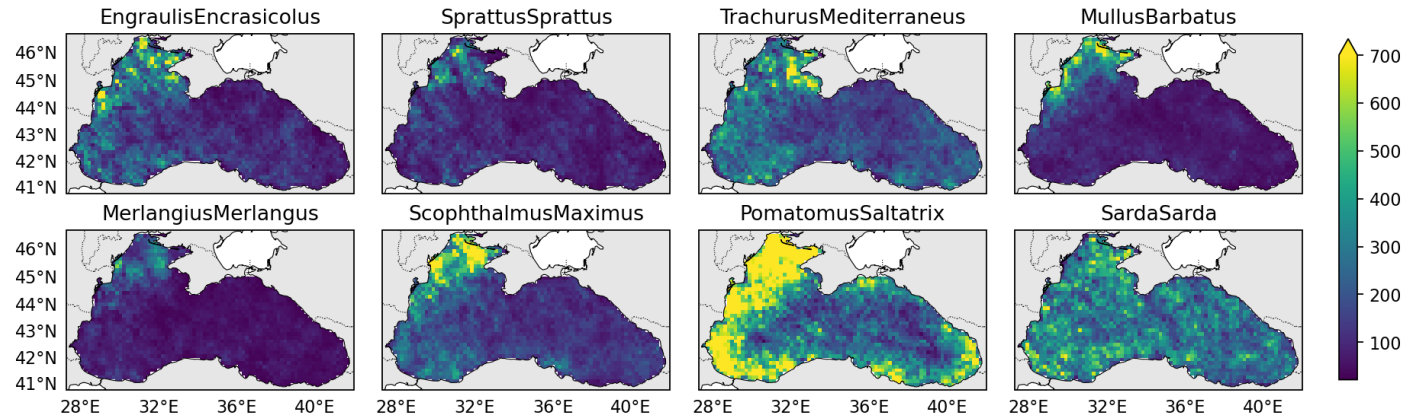 EngraulisEncrasicolus SprattusSprattus TrachurusMediterraneus MullusBarbatus
46°N
45°N
44°N
43°N
42°N
41°N
700
600
500
400
300
200
100
MerlangiusMerlangus ScophthalmusMaximus PomatomusSaltatrix SardaSarda
46°N
45°N
44°N
43°N
42°N
41°N
28°E 32°E 36°E 40°E 28°E 32°E 36°E 40°E 28°E 32°E 36°E 40°E 28°E 32°E 36°E 40°E